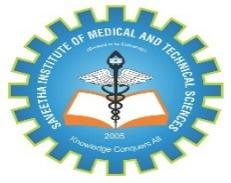 SAVEETHA INSTITUTE OF MEDICAL AND TECHNICAL SCIENCES
2005
Knowledge Conquers All